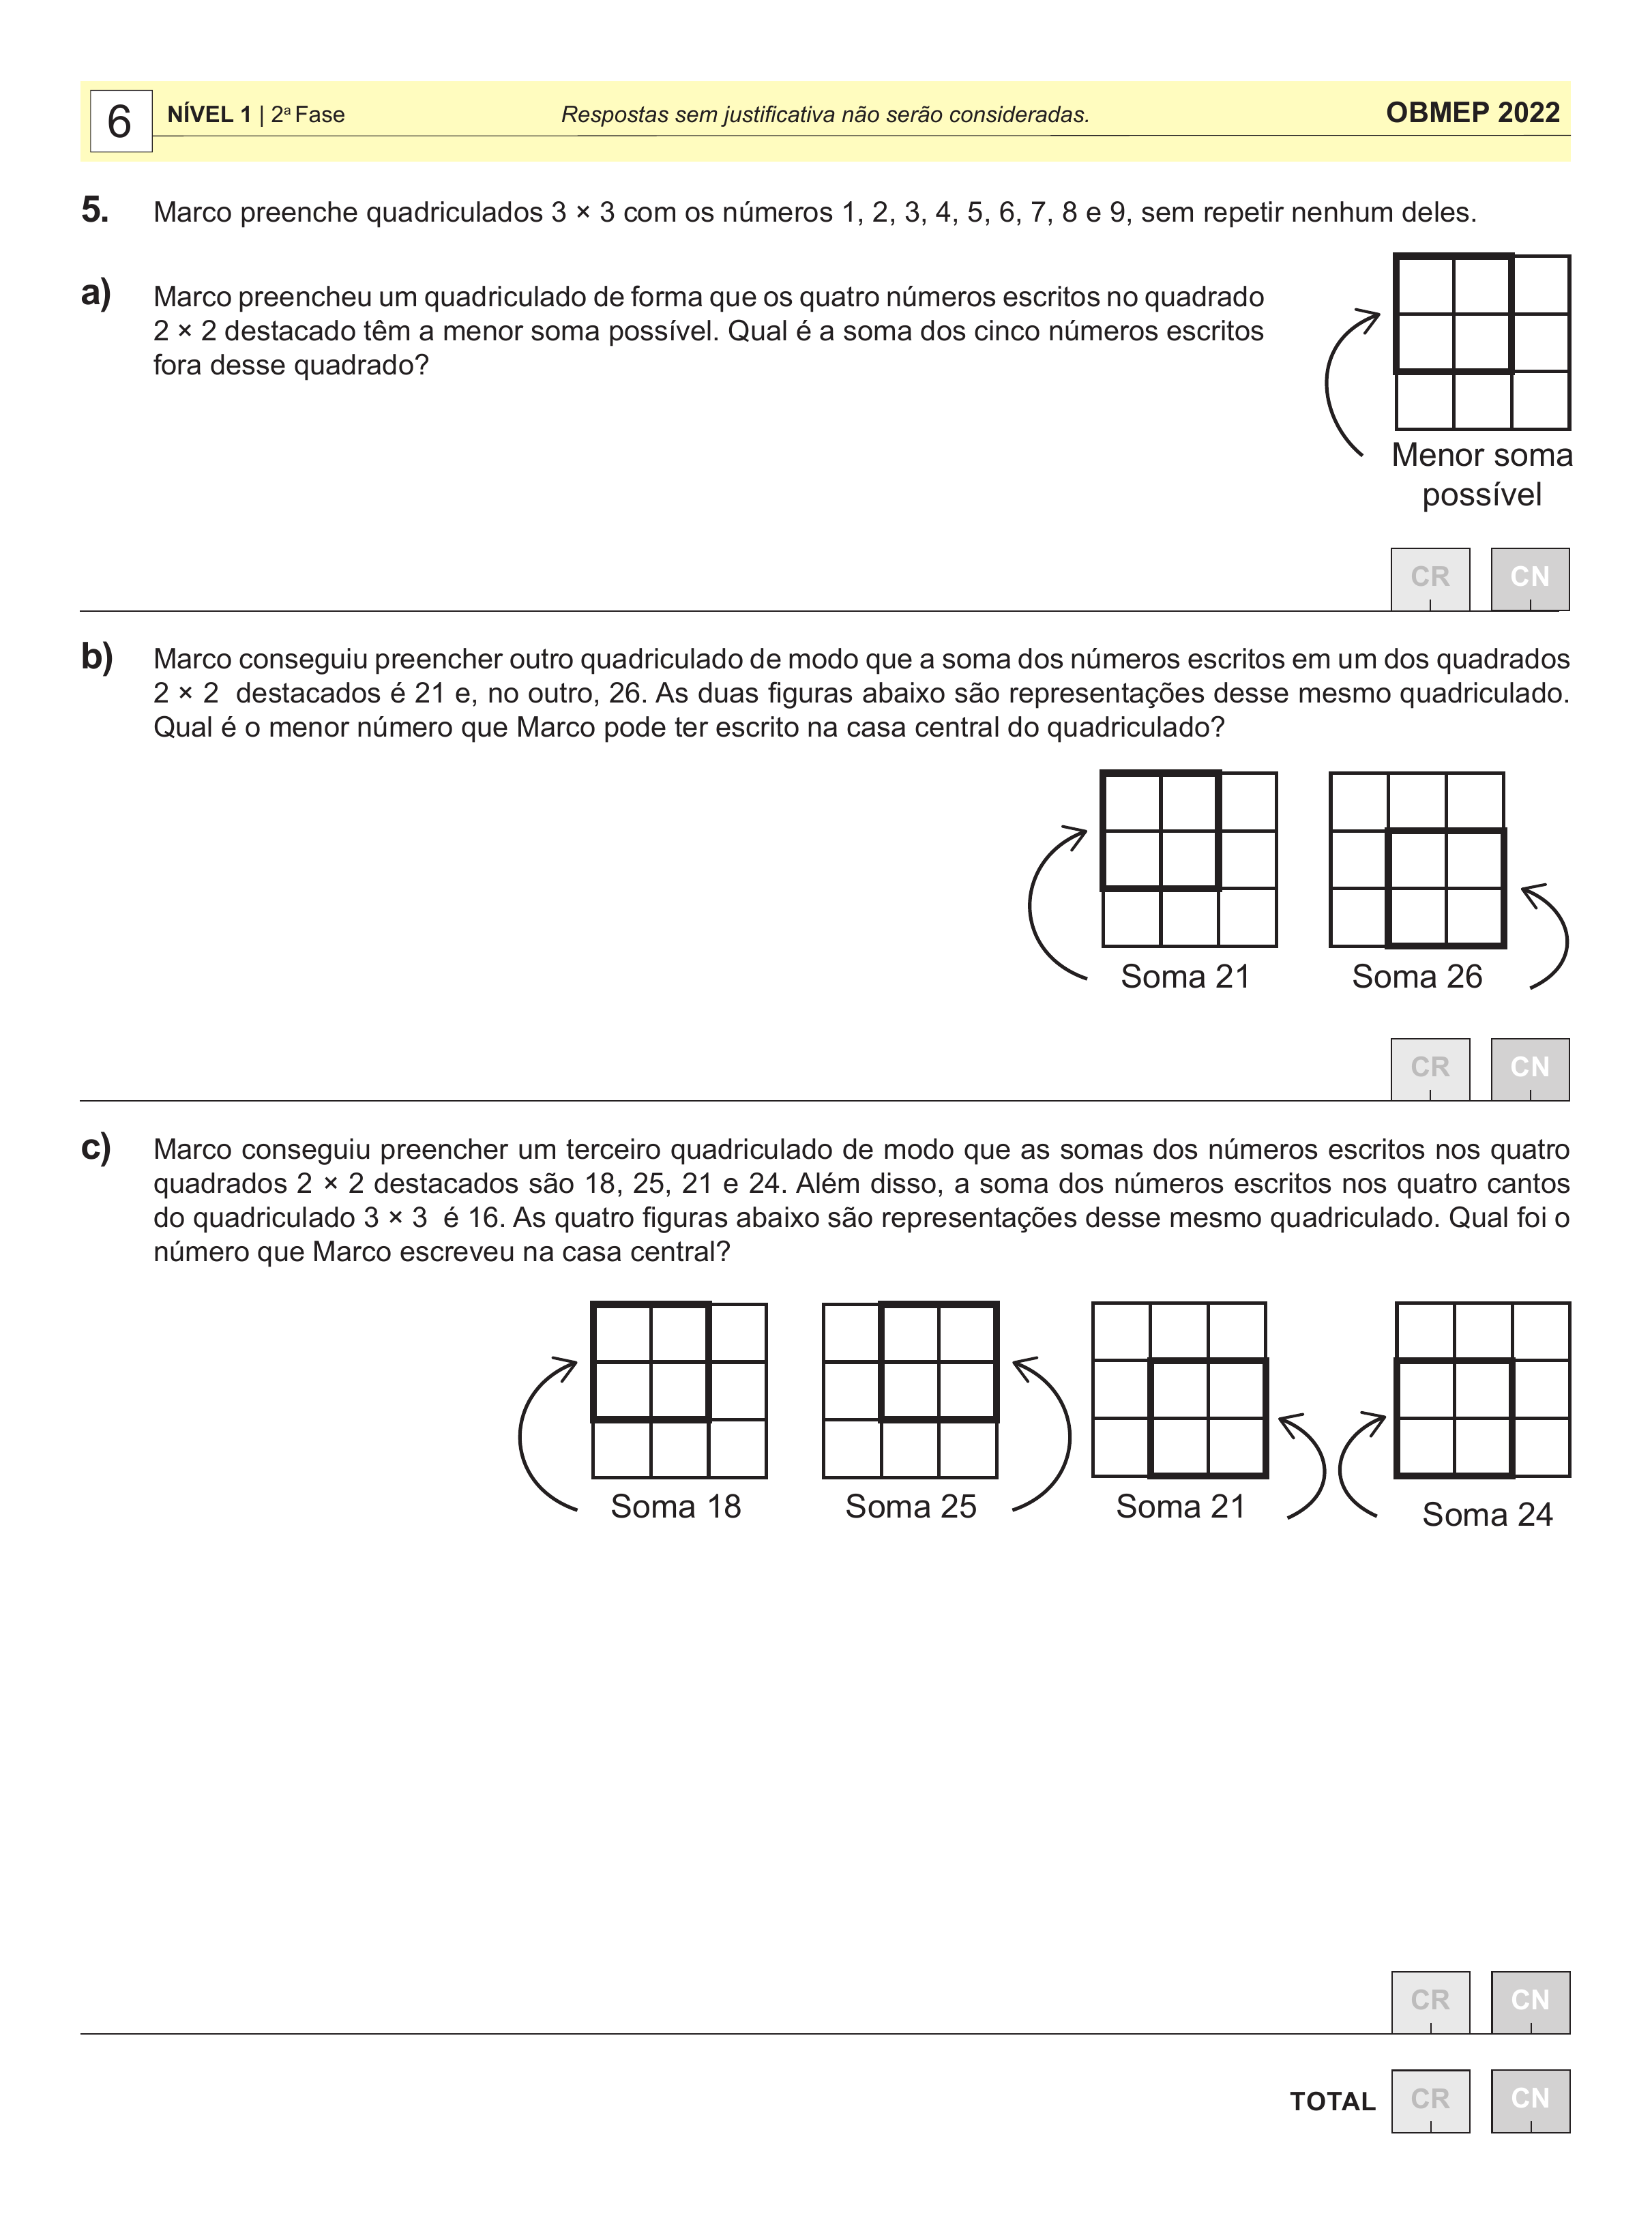 6 NÍVEL 1 | 2ª Fase Respostas sem justificativa não serão consideradas. OBMEP 2022
5. Marco preenche quadriculados 3 × 3 com os números 1, 2, 3, 4, 5, 6, 7, 8 e 9, sem repetir nenhum deles.
a) Marco preencheu um quadriculado de forma que os quatro números escritos no quadrado
2 × 2 destacado têm a menor soma possível. Qual é a soma dos cinco números escritos
fora desse quadrado?
Menor soma
possível
CR CN
b) Marco conseguiu preencher outro quadriculado de modo que a soma dos números escritos em um dos quadrados
2 × 2 destacados é 21 e, no outro, 26. As duas figuras abaixo são representações desse mesmo quadriculado.
Qual é o menor número que Marco pode ter escrito na casa central do quadriculado?
Soma 21 Soma 26
CR CN
c) Marco conseguiu preencher um terceiro quadriculado de modo que as somas dos números escritos nos quatro
quadrados 2 × 2 destacados são 18, 25, 21 e 24. Além disso, a soma dos números escritos nos quatro cantos
do quadriculado 3 × 3 é 16. As quatro figuras abaixo são representações desse mesmo quadriculado. Qual foi o
número que Marco escreveu na casa central?
Soma 18 Soma 25 Soma 21 Soma 24
CR CN
TOTAL CR CN